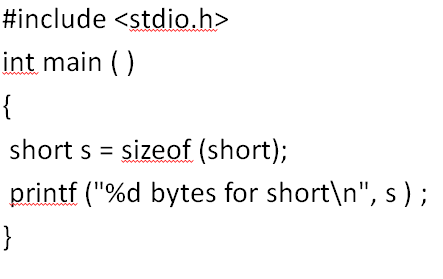 #include <stdio.h>
int main ( )
{
short s = sizeof (short);
printf ("%d bytes for short\n", s ) ;
}